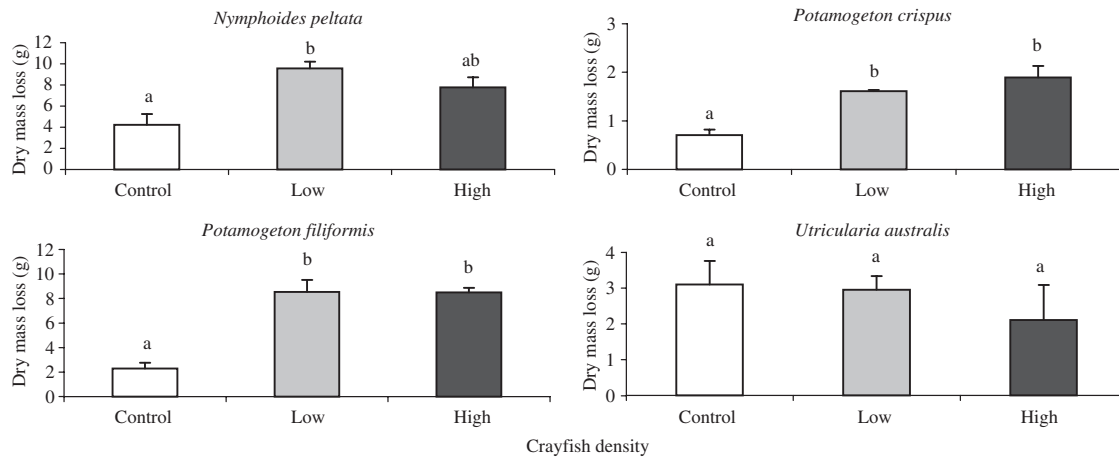 Nymphoides peltata
Dry mass loss (g)
12
10
8
6
4
2
0
a
b
ab
Control Low High
Potamogeton crispus
Dry mass loss (g)
3
2
1
0
a
b
b
Control Low High
Potamogeton filiformis
Dry mass loss (g)
12
10
8
6
4
2
0
a
b
b
Control Low High
Utricularia australis
Dry mass loss (g)
4
3
2
1
0
a
a
a
Control Low High
Crayfish density